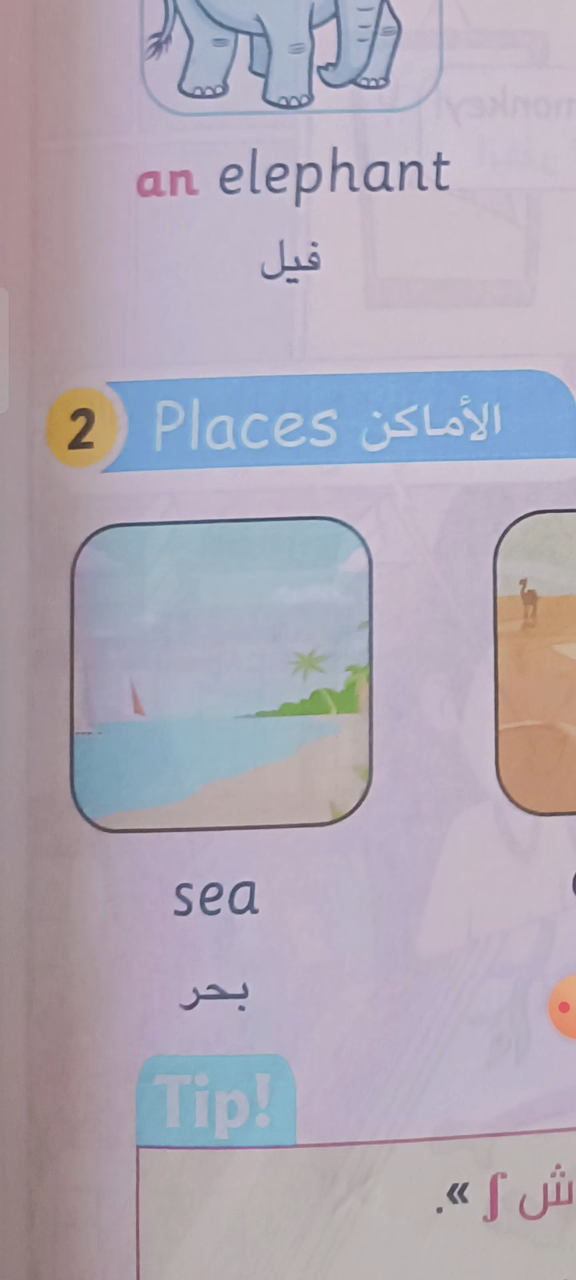 an elephant
فيل
2 Places الأماكن
sea
بحر
Tip!
ش ʃ».